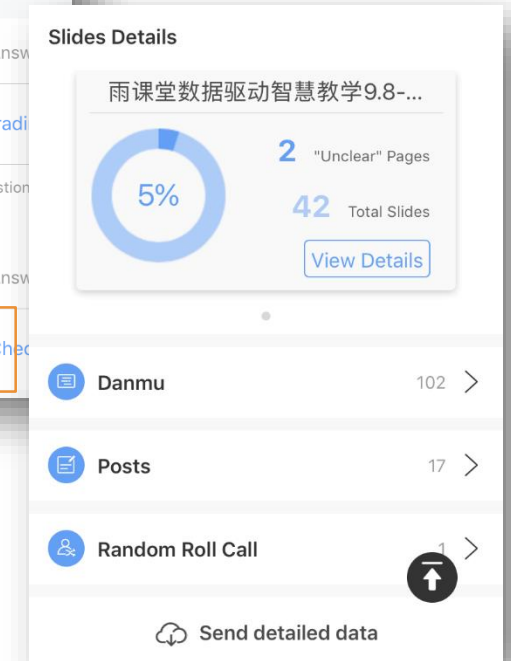 Slides Details
雨课堂数据驱动智慧教学9.8-...
5%
2 "Unclear" Pages
42 Total Slides
View Details
Danmu 102
Posts 17
Random Roll Call 1
Send detailed data